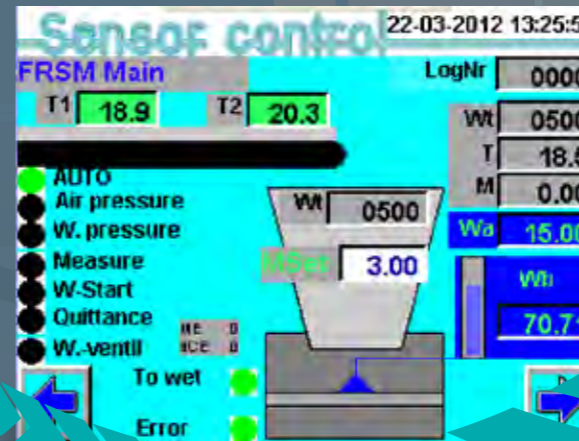 Sensor control
22-03-2012 13:25:5
FRSM Main
LogNr 0000
T1 18.9 T2 20.3
Wt 0500
T 18.9
M 0.00
Wa 15.00
AUTO
Air pressure
W. pressure
Measure
W-Start
Quittance
W.-ventil
Wt 0500
MSet 3.00
Wb
70.71
To wet
Error